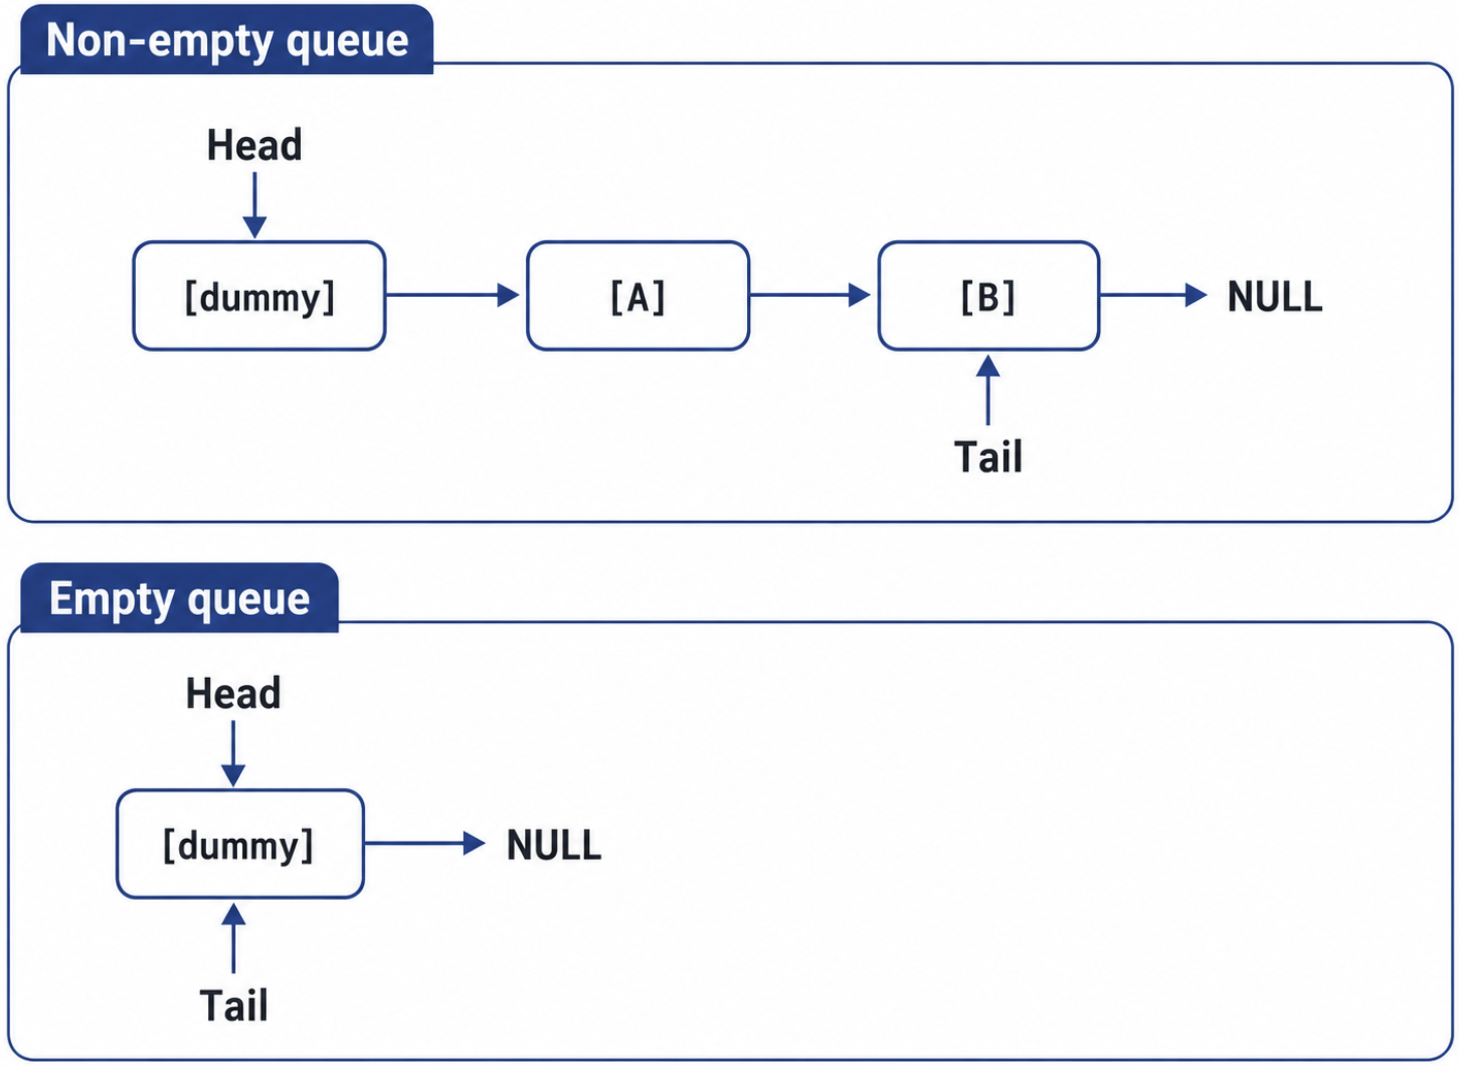 Non-empty queue
Head
[dummy] [A] [B] NULL
Tail
Empty queue
Head
[dummy] NULL
Tail